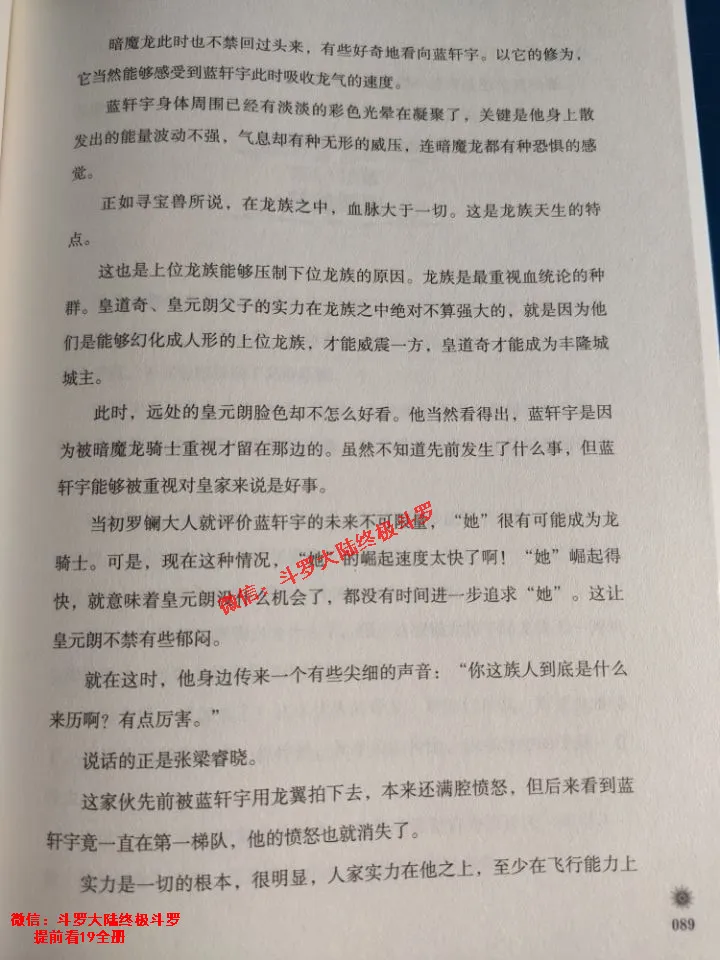 暗魔龙此时也不禁回过头来，有些好奇地看向蓝轩宇。以它的修为，
它当然能够感受到蓝轩宇此时吸收龙气的速度。
蓝轩宇身体周围已经有淡淡的彩色光晕在凝聚了，关键是他身上散
发出的能量波动不强，气息却有种无形的威压，连暗魔龙都有种恐惧的感
觉。
正如寻宝兽所说，在龙族之中，血脉大于一切。这是龙族天生的特
点。
这也是上位龙族能够压制下位龙族的原因。龙族是最重视血统论的种
群。皇道奇、皇元朗父子的实力在龙族之中绝对不算强大的，就是因为他
们是能够幻化成人形的上位龙族，才能威震一方，皇道奇才能成为丰隆城
城主。
此时，远处的皇元朗脸色却不怎么好看。他当然看得出，蓝轩宇是因
为被暗魔龙骑士重视才留在那边的。虽然不知道先前发生了什么事，但蓝
轩宇能够被重视对皇家来说是好事。
当初罗镧大人就评价蓝轩宇的未来不可限量，“她”很有可能成为龙
骑士。可是，现在这种情况，“她”的崛起速度太快了啊！“她”崛起得
快，就意味着皇元朗没什么机会了，都没有时间进一步追求“她”。这让
皇元朗不禁有些郁闷。
就在这时，他身边传来一个有些尖细的声音：“你这族人到底是什么
来历啊？有点厉害。”
说话的正是张梁睿晓。
这家伙先前被蓝轩宇用龙翼拍下去，本来还满腔愤怒，但后来看到蓝
轩宇竟一直在第一梯队，他的愤怒也就消失了。
实力是一切的根本，很明显，人家实力在他之上，至少在飞行能力上
089
微信：斗罗大陆终极斗罗
微信：斗罗大陆终极斗罗
提前看19全册